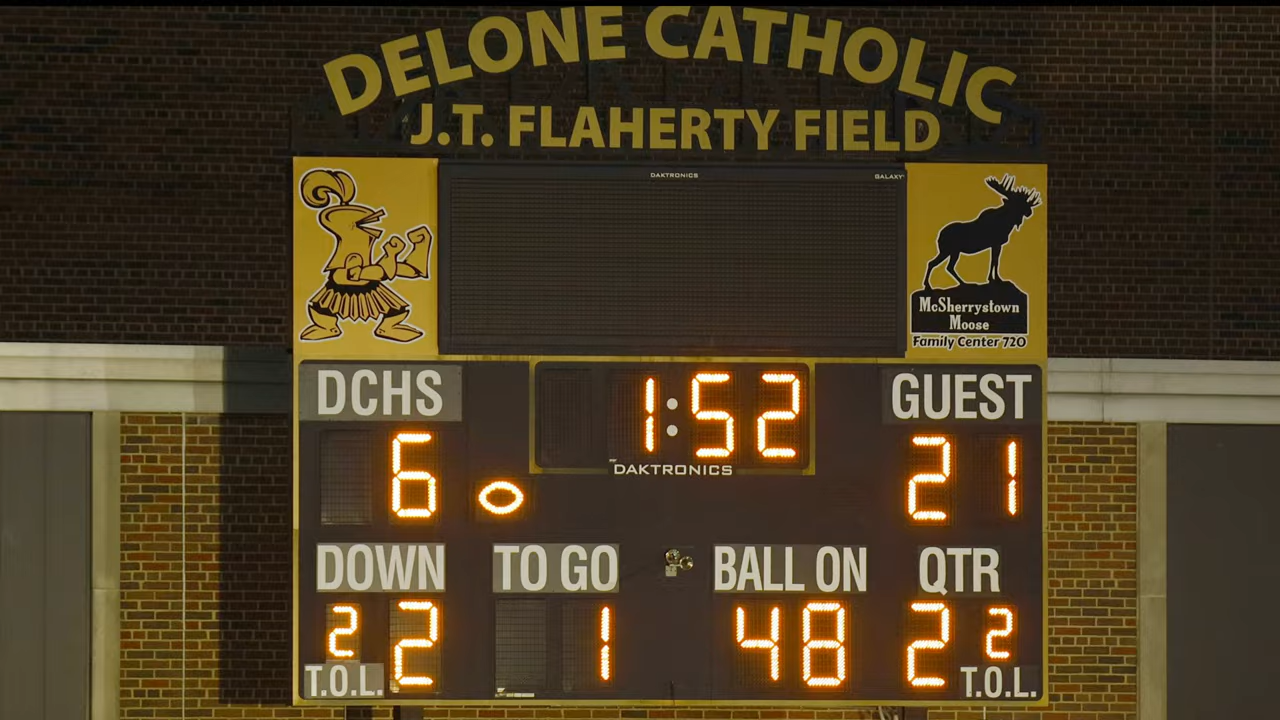 DELONE CATHOLIC
J.T. FLAHERTY FIELD
DAKTRONICS GALAXY
McSherrystown
Moose
Family Center 720
DCHS 1:52 GUEST
DAKTRONICS
6 21
DOWN TO GO BALL ON QTR
2 2 1 48 2 2
T.O.L. T.O.L.